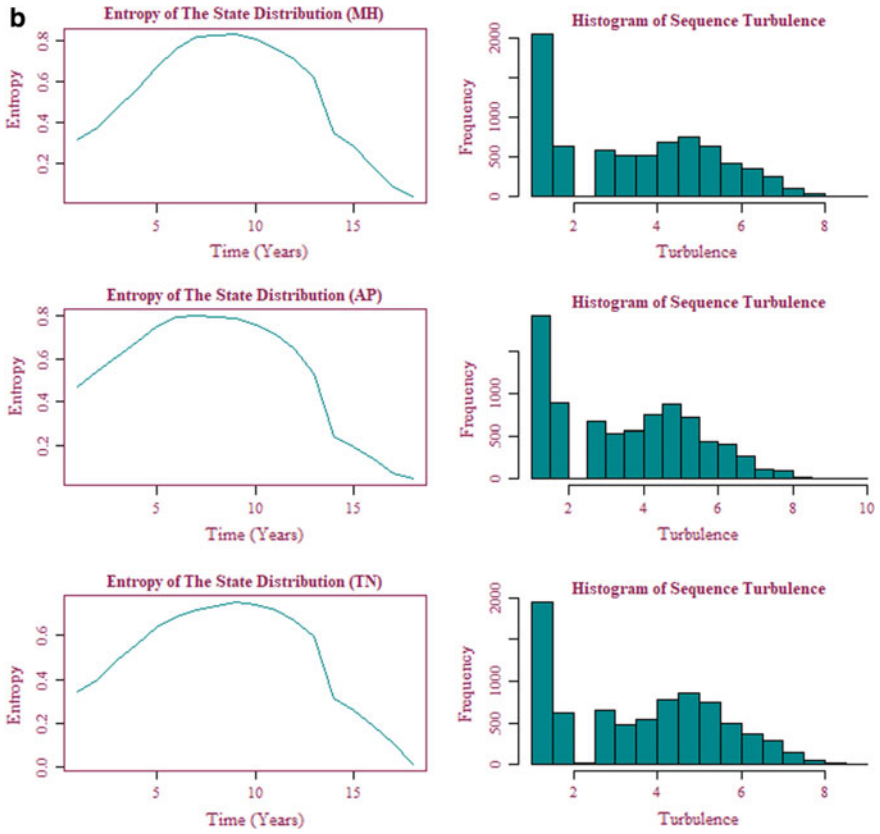 b
Entropy of The State Distribution (MH)
Entropy
0.2 0.4 0.6 0.8
5 10 15
Time (Years)
Histogram of Sequence Turbulence
Frequency
0 500 1000 2000
2 4 6 8
Turbulence
Entropy of The State Distribution (AP)
Entropy
0.2 0.4 0.6 0.8
5 10 15
Time (Years)
Histogram of Sequence Turbulence
Frequency
0 500 1000
2 4 6 8 10
Turbulence
Entropy of The State Distribution (TN)
Entropy
0.0 0.2 0.4 0.6
5 10 15
Time (Years)
Histogram of Sequence Turbulence
Frequency
0 500 1000 2000
2 4 6 8
Turbulence